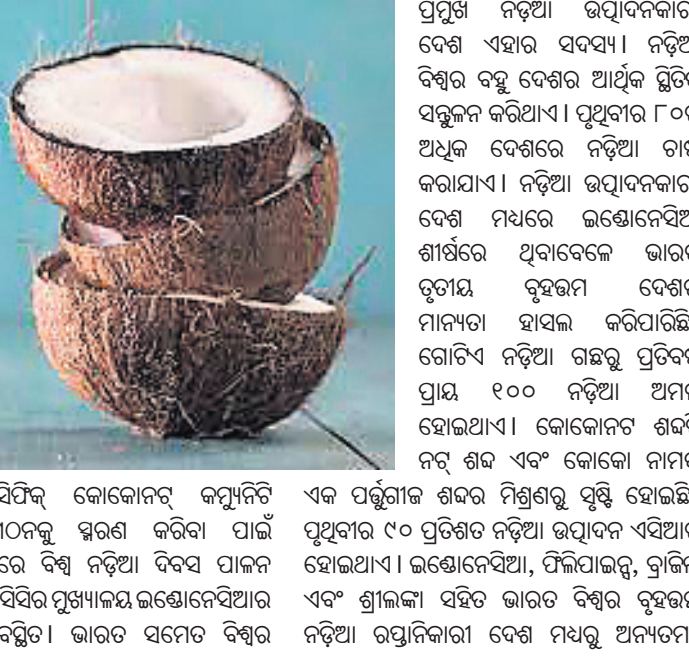 ସିଫିକ୍ କୋକୋନଟ୍ କମ୍ୟୁନିଟି
ଗଠନକୁ ସ୍ମରଣ କରିବା ପାଇଁ
ରେ ବିଶ୍ୱ ନଡ଼ିଆ ଦିବସ ପାଳନ
ସିସିର ମୁଖ୍ୟାଳୟ ଇଣ୍ଡୋନେସିଆର
ବସ୍ଥିତ। ଭାରତ ସମେତ ବିଶ୍ୱର
ପ୍ରମୁଖ ନଡ଼ିଆ ଉତ୍ପାଦନକାରୀ
ଦେଶ ଏହାର ସଦସ୍ୟ। ନଡ଼ିଆ
ବିଶ୍ୱର ବହୁ ଦେଶର ଆର୍ଥିକ ସ୍ଥିତିକୁ
ସନ୍ତୁଳନ କରିଥାଏ। ପୃଥିବୀର ୮୦ରୁ
ଅଧିକ ଦେଶରେ ନଡ଼ିଆ ଚାଷ
କରାଯାଏ। ନଡ଼ିଆ ଉତ୍ପାଦନକାରୀ
ଦେଶ ମଧ୍ୟରେ ଇଣ୍ଡୋନେସିଆ
ଶୀର୍ଷରେ ଥିବାବେଳେ ଭାରତ
ତୃତୀୟ ବୃହତ୍ତମ ଦେଶର
ମାନ୍ୟତା ହାସଲ କରିପାରିଛି
ଗୋଟିଏ ନଡ଼ିଆ ଗଛରୁ ପ୍ରତିବର୍ଷ
ପ୍ରାୟ ୧୦୦ ନଡ଼ିଆ ଅମଳ
ହୋଇଥାଏ। କୋକୋନଟ ଶବ୍ଦଟି
ନଟ୍ ଶବ୍ଦ ଏବଂ କୋକୋ ନାମକ
ଏକ ପର୍ତ୍ତୁଗୀଜ ଶବ୍ଦର ମିଶ୍ରଣରୁ ସୃଷ୍ଟି ହୋଇଛି
ପୃଥିବୀର ୯୦ ପ୍ରତିଶତ ନଡ଼ିଆ ଉତ୍ପାଦନ ଏସିଆରେ
ହୋଇଥାଏ। ଇଣ୍ଡୋନେସିଆ, ଫିଲିପାଇନ୍ସ, ବ୍ରାଜିଲ
ଏବଂ ଶ୍ରୀଲଙ୍କା ସହିତ ଭାରତ ବିଶ୍ୱର ବୃହତ୍ତମ
ନଡ଼ିଆ ରପ୍ତାନିକାରୀ ଦେଶ ମଧ୍ୟରୁ ଅନ୍ୟତମ